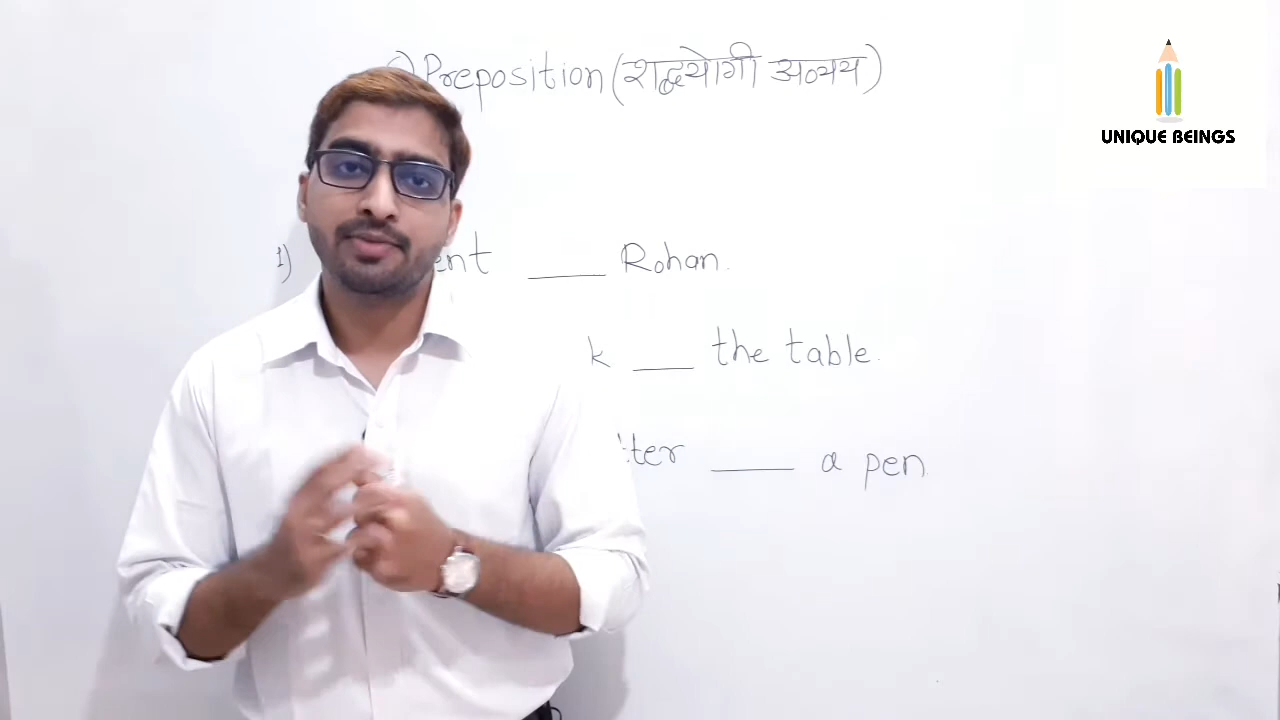 Preposition (शब्दयोगी अव्यय)
UNIQUE BEINGS
1) ent ____ Rohan.
k ____ the table.
tter ____ a pen